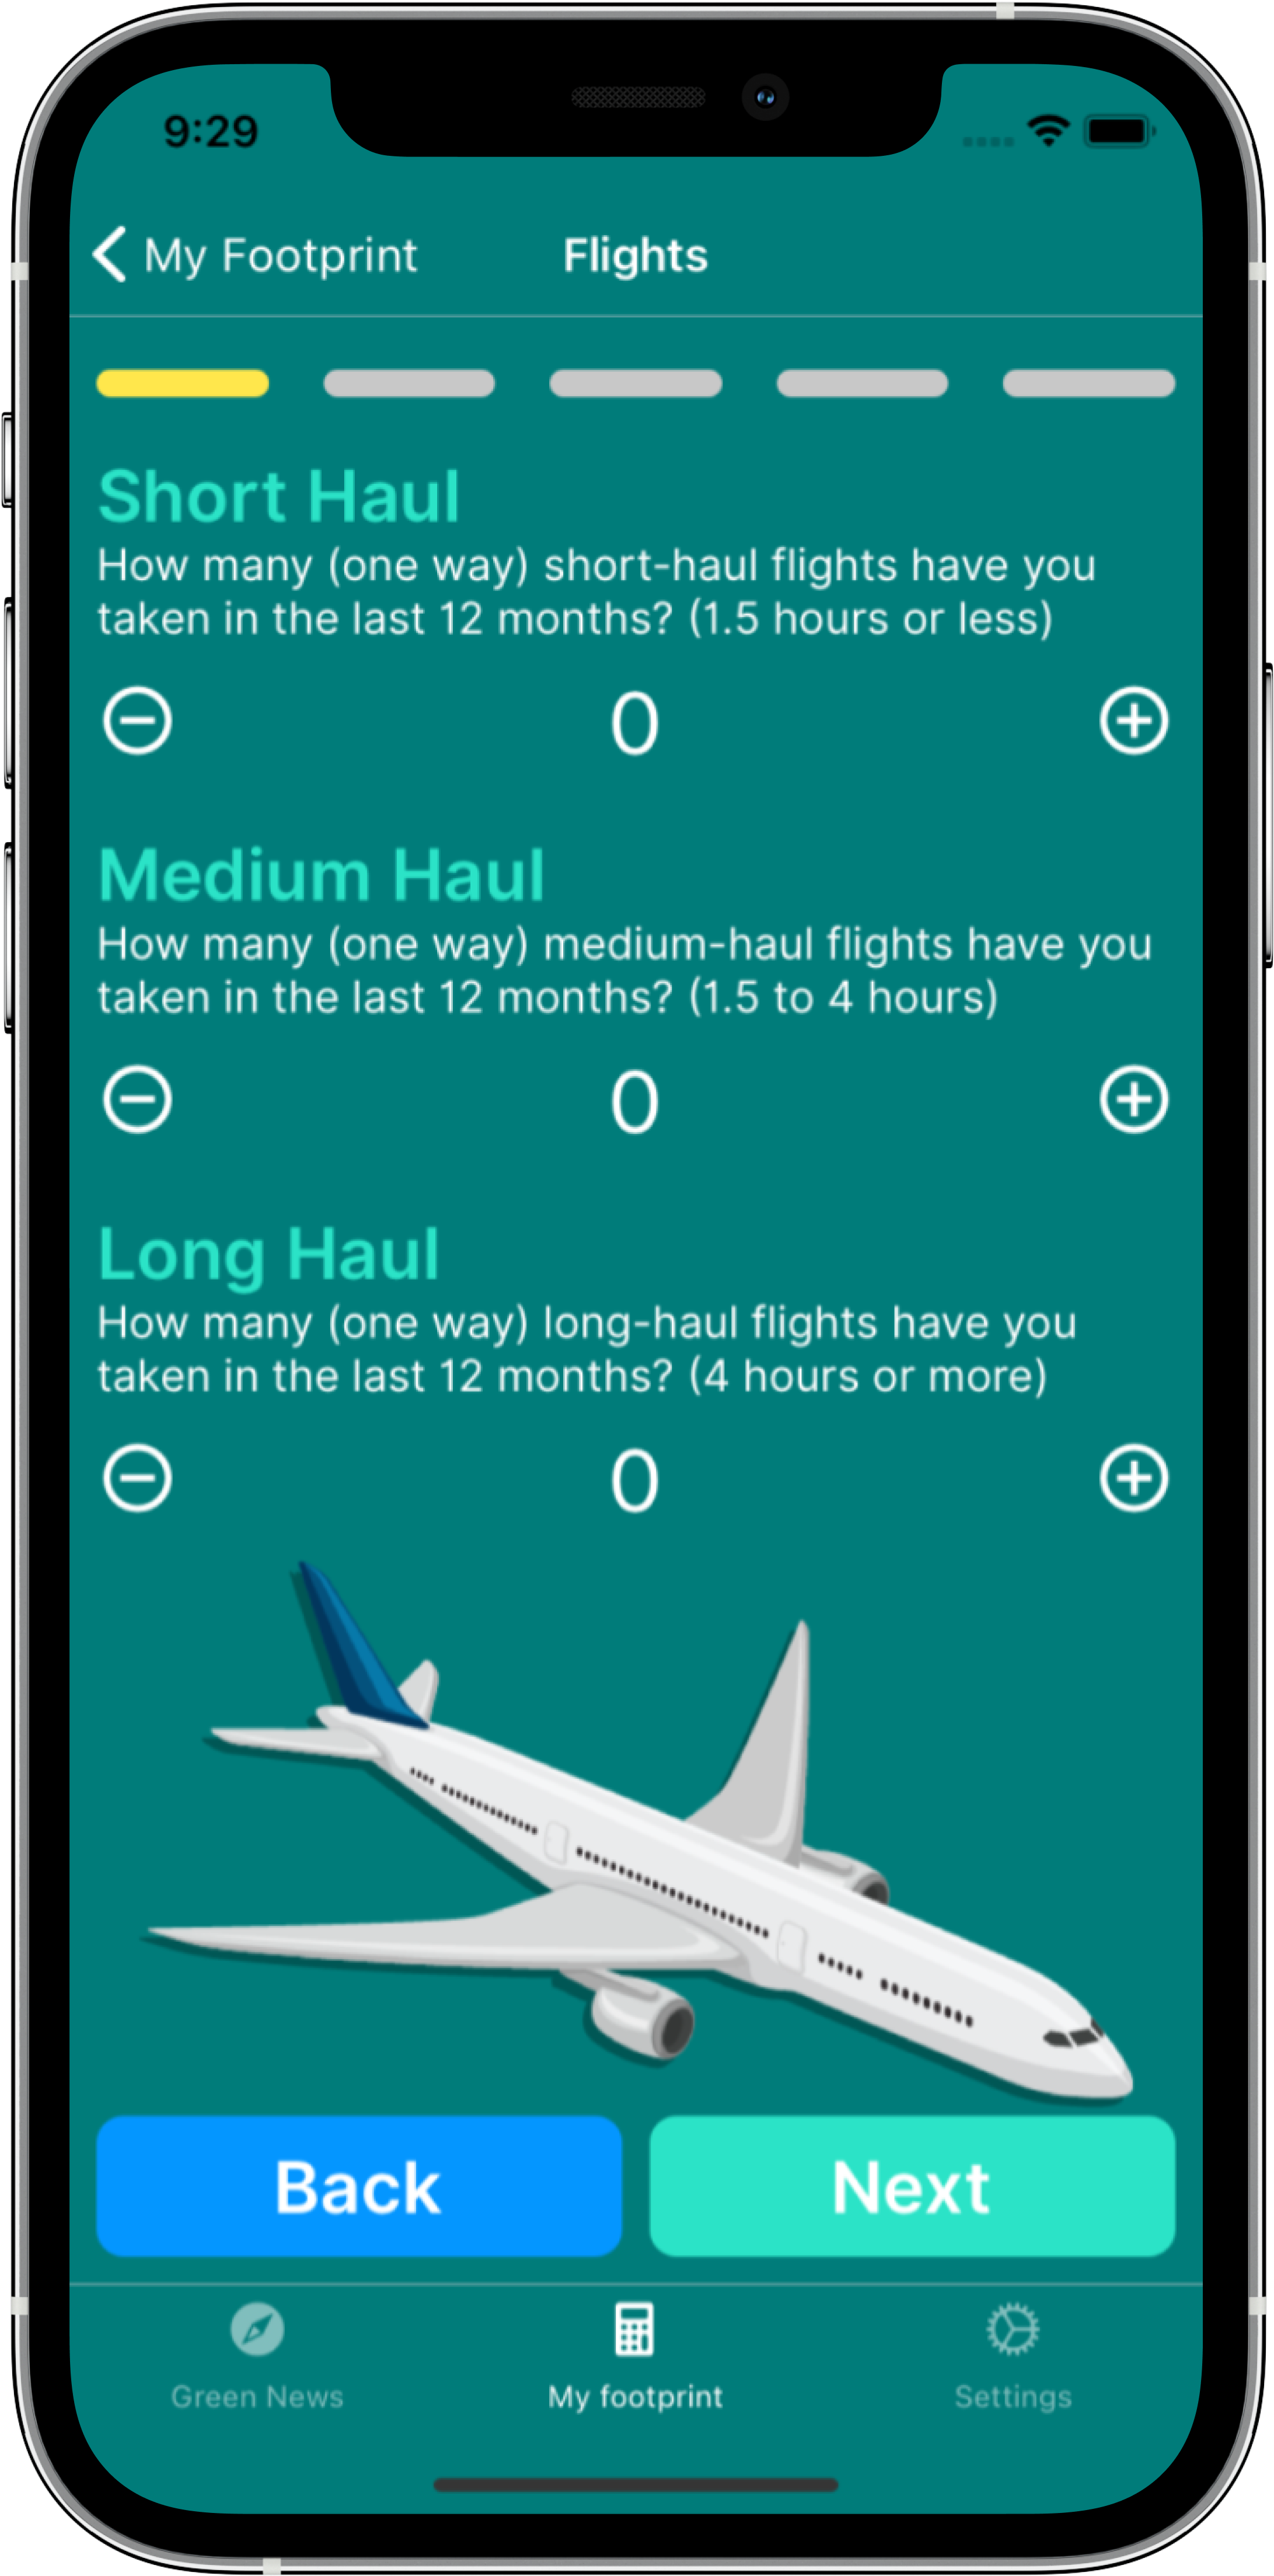 9:29
My Footprint
Flights
Short Haul
How many (one way) short-haul flights have you
taken in the last 12 months? (1.5 hours or less)
0
Medium Haul
How many (one way) medium-haul flights have you
taken in the last 12 months? (1.5 to 4 hours)
0
Long Haul
How many (one way) long-haul flights have you
taken in the last 12 months? (4 hours or more)
0
Back
Next
Green News
My footprint
Settings